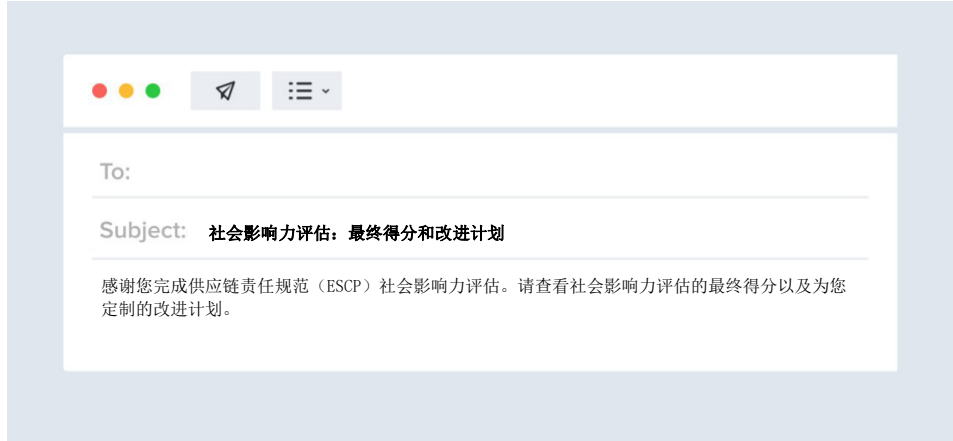 To:
Subject: 社会影响力评估：最终得分和改进计划
感谢您完成供应链责任规范（ESCP）社会影响力评估。请查看社会影响力评估的最终得分以及为您
定制的改进计划。